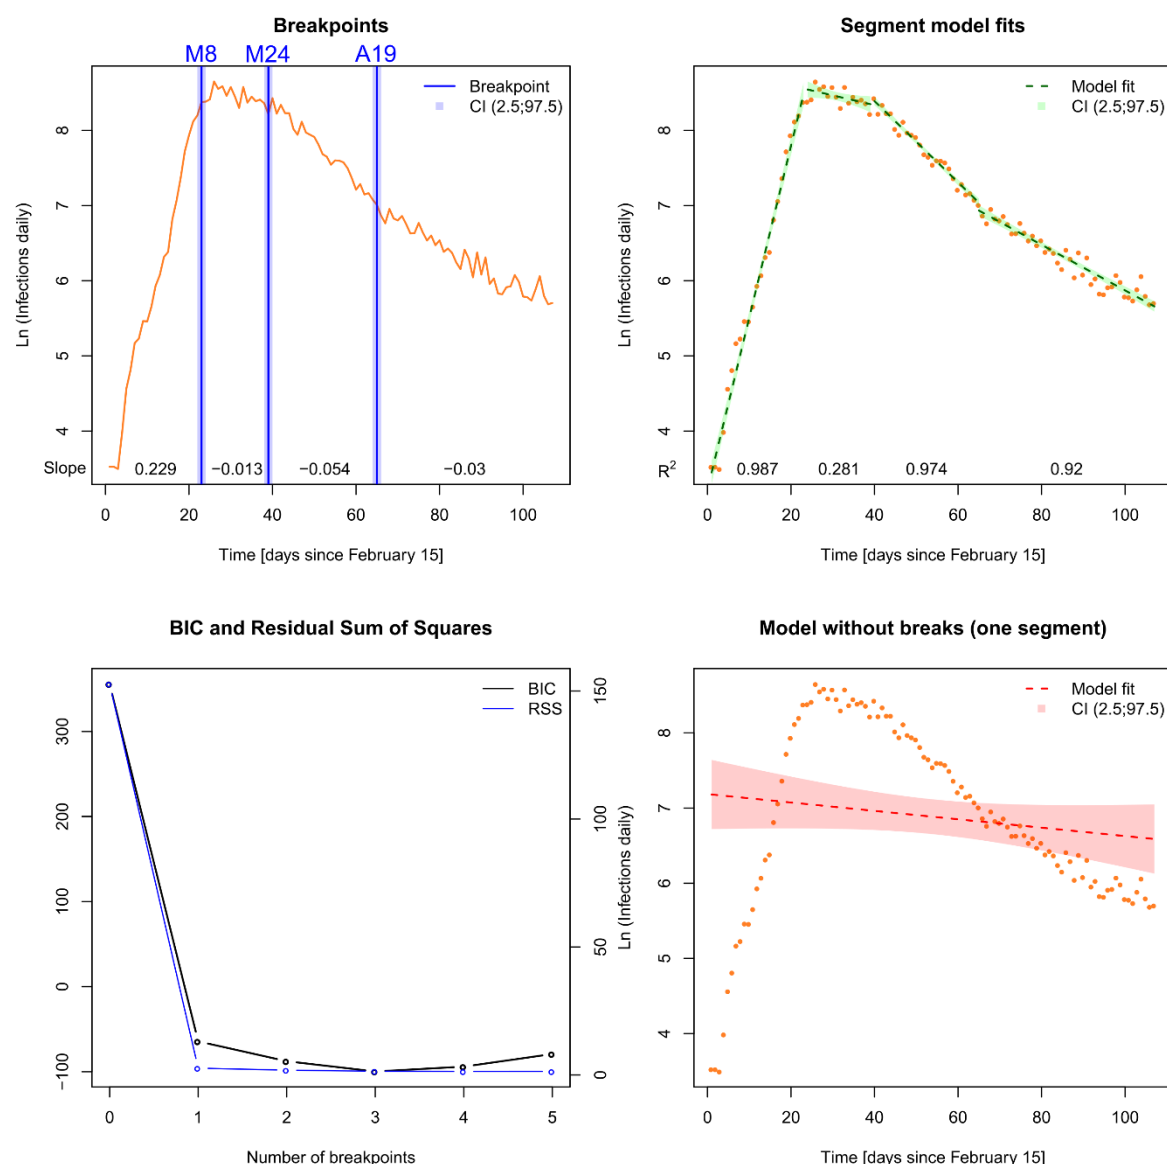 Breakpoints
M8 M24 A19
Breakpoint
CI (2.5;97.5)
Ln (Infections daily)
8
7
6
5
4
Slope 0.229 −0.013 −0.054 −0.03
0 20 40 60 80 100
Time [days since February 15]
Segment model fits
Model fit
CI (2.5;97.5)
Ln (Infections daily)
8
7
6
5
4
R² 0.987 0.281 0.974 0.92
0 20 40 60 80 100
Time [days since February 15]
BIC and Residual Sum of Squares
BIC
RSS
300
200
100
0
−100
150
100
50
0
0 1 2 3 4 5
Number of breakpoints
Model without breaks (one segment)
Model fit
CI (2.5;97.5)
Ln (Infections daily)
8
7
6
5
4
0 20 40 60 80 100
Time [days since February 15]